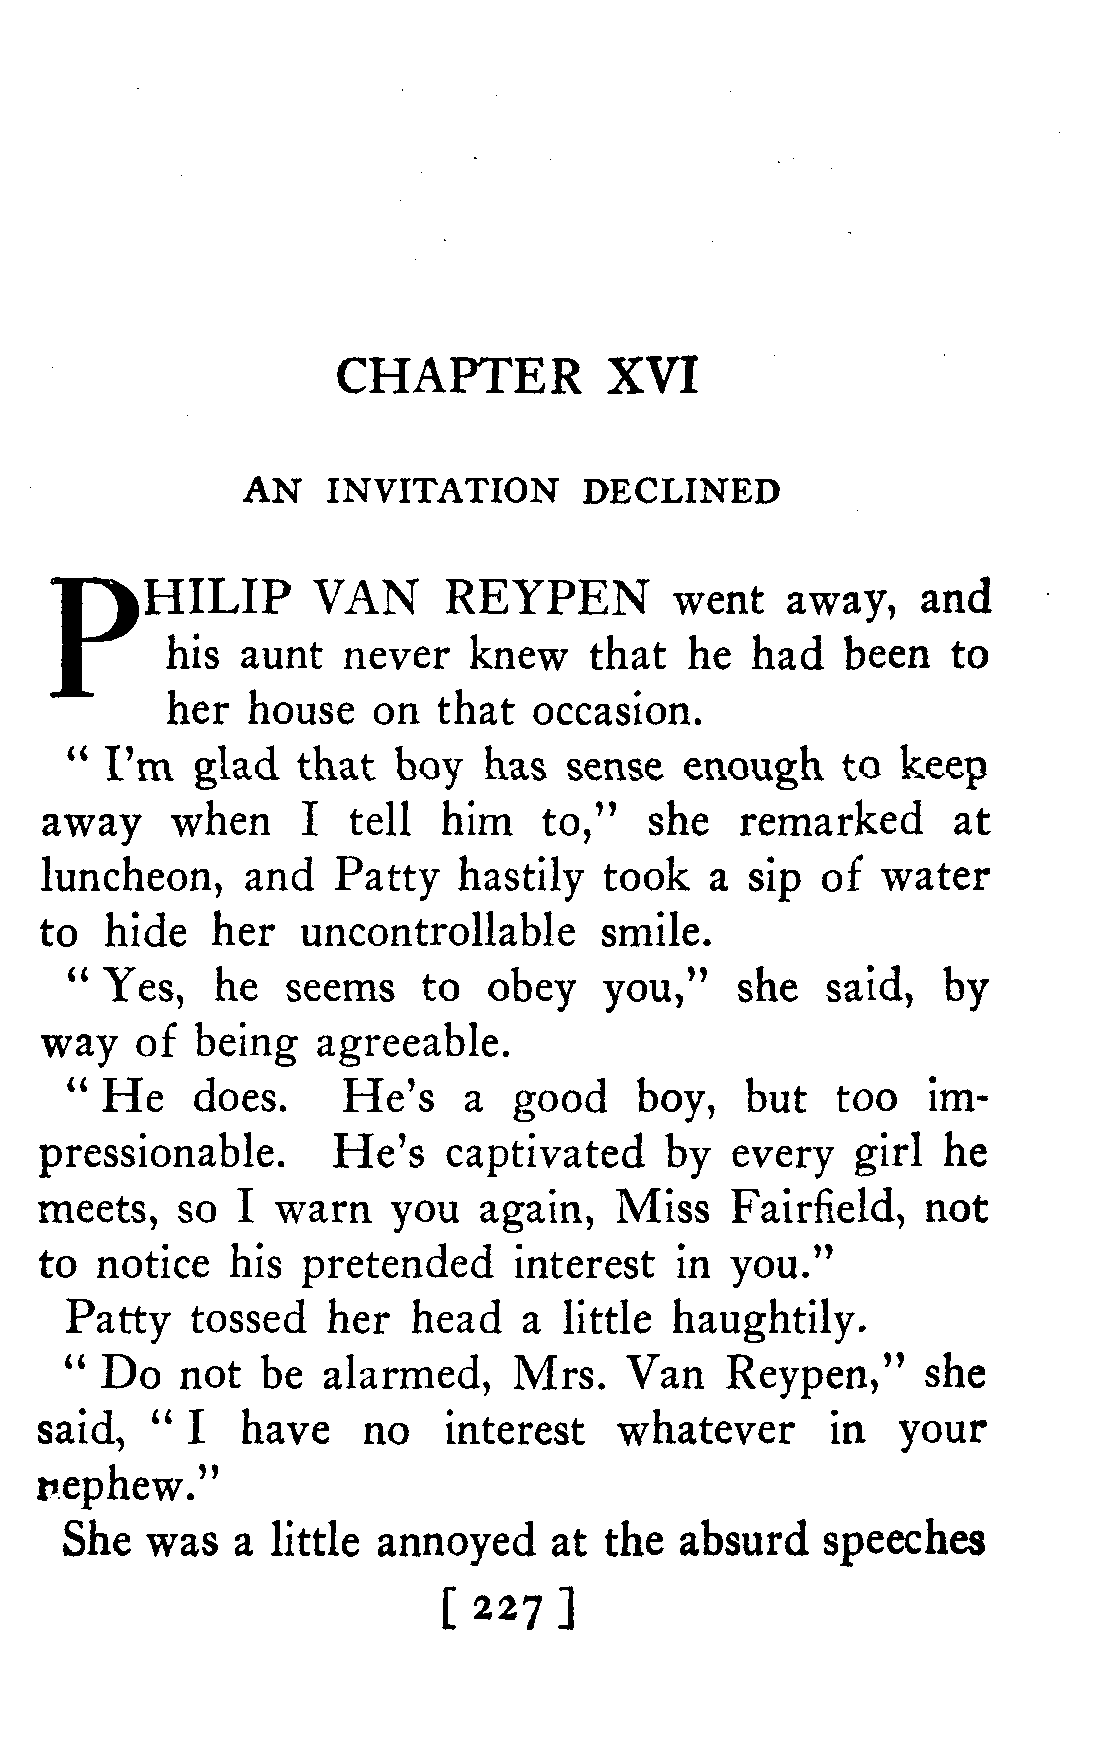 CHAPTER XVI
AN INVITATION DECLINED
PHILIP VAN REYPEN went away, and
his aunt never knew that he had been to
her house on that occasion.
" I'm glad that boy has sense enough to keep
away when I tell him to," she remarked at
luncheon, and Patty hastily took a sip of water
to hide her uncontrollable smile.
" Yes, he seems to obey you," she said, by
way of being agreeable.
" He does. He's a good boy, but too im-
pressionable. He's captivated by every girl he
meets, so I warn you again, Miss Fairfield, not
to notice his pretended interest in you."
Patty tossed her head a little haughtily.
" Do not be alarmed, Mrs. Van Reypen," she
said, " I have no interest whatever in your
nephew."
She was a little annoyed at the absurd speeches
[ 227 ]